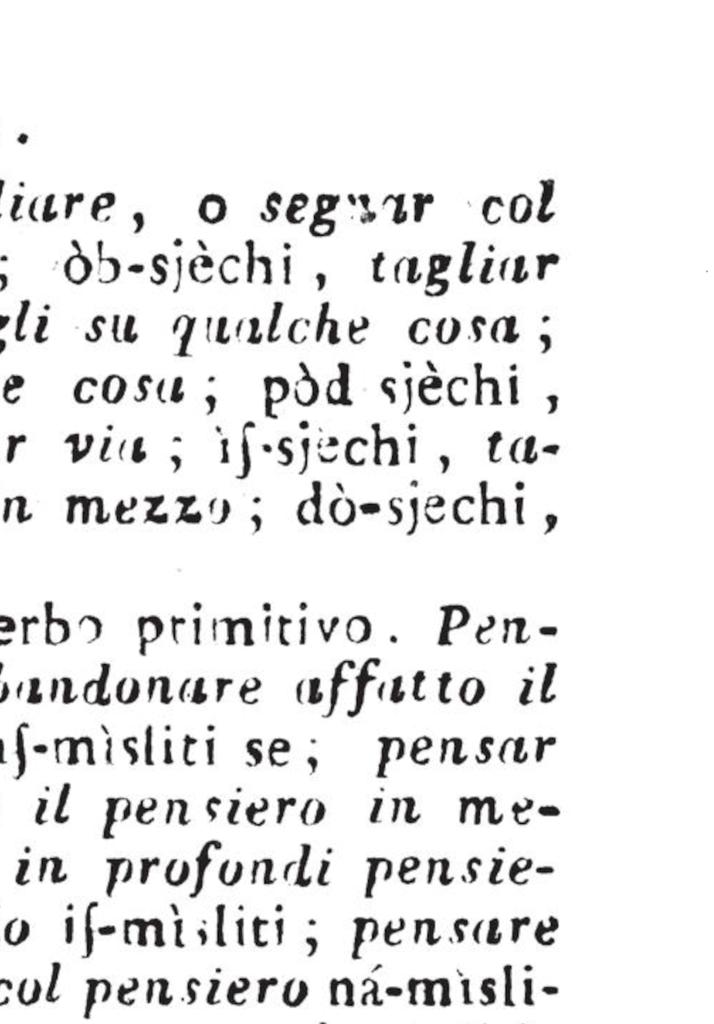 .
liare, o segnar col
; òb-sjèchi, tagliar
gli su qualche cosa;
e cosa; pòd sjèchi,
r via; ìſ-sjechi, ta-
n mezzo; dò-sjechi,
erbo primitivo. Pen-
bandonare affatto il
aſ-mìsliti se; pensar
il pensiero in me-
in profondi pensie-
o iſ-mìsliti; pensare
col pensiero ná-misli-